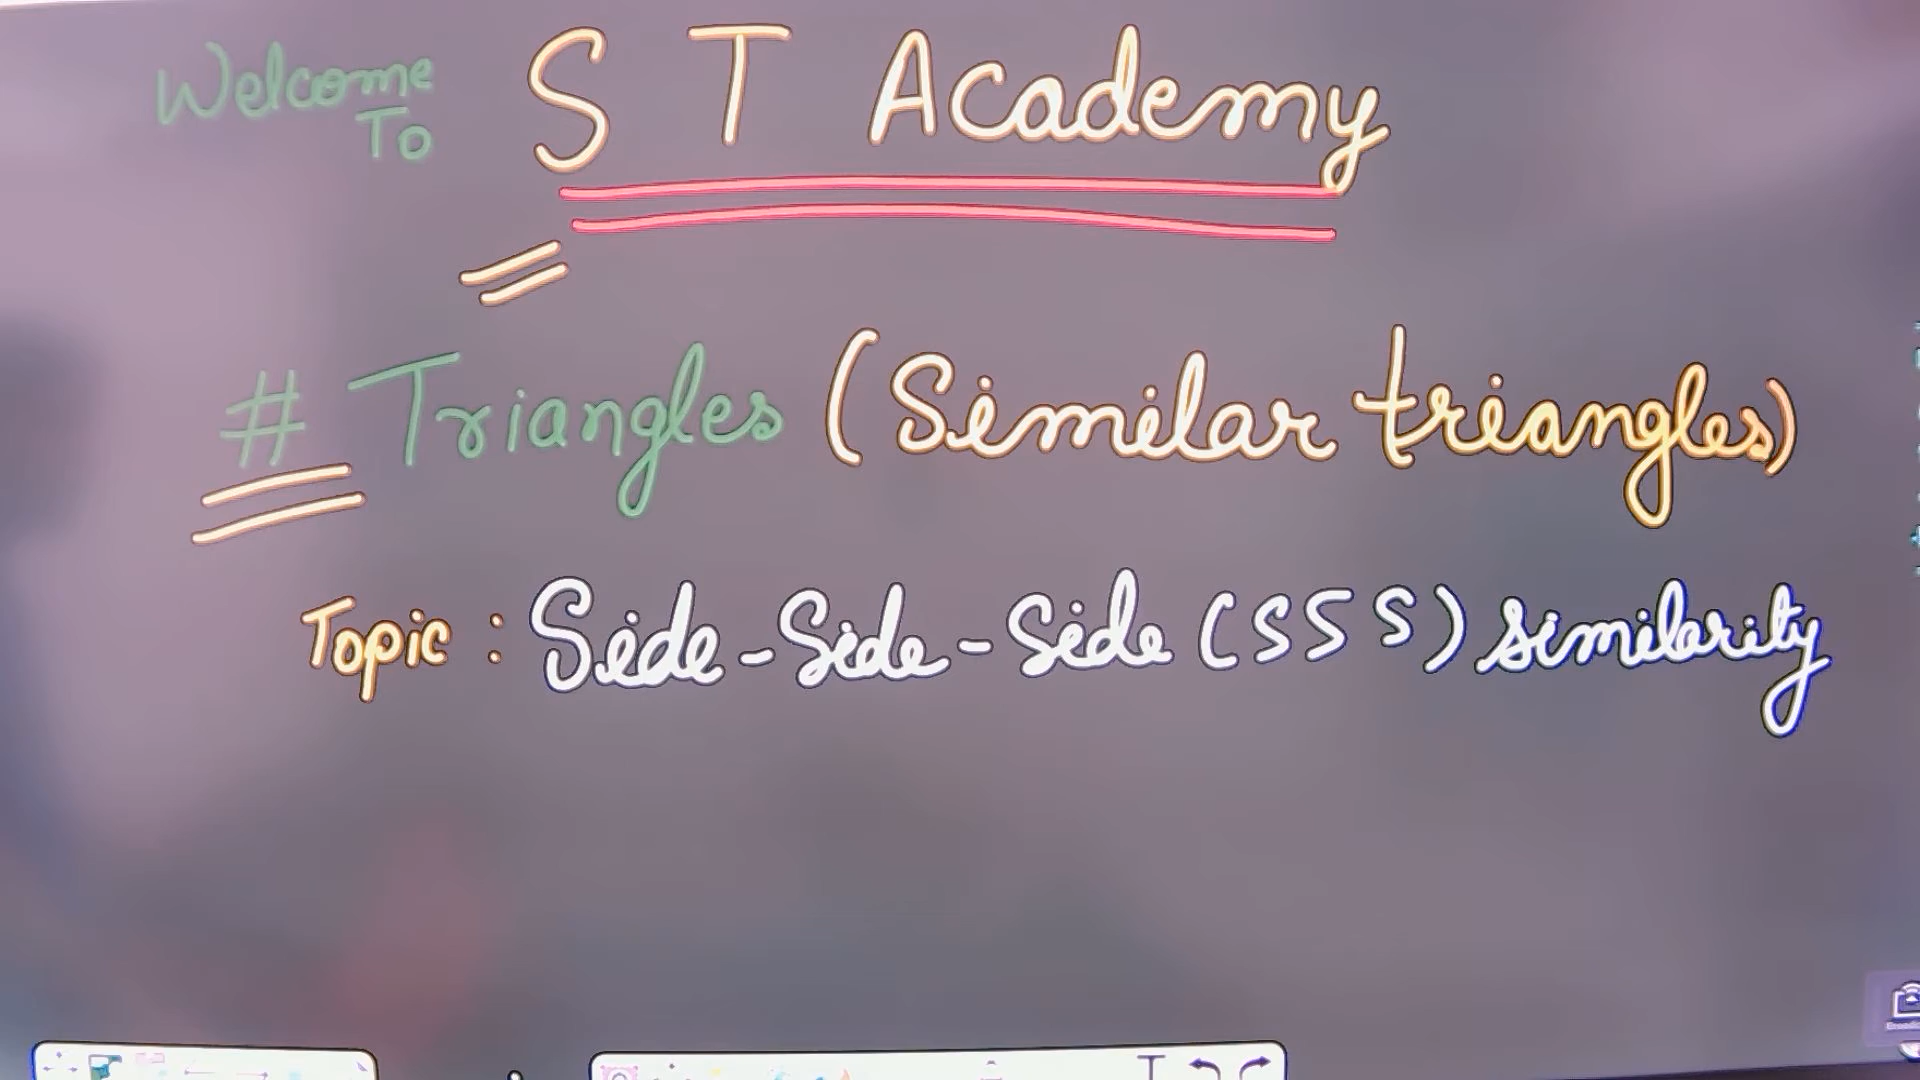 Welcome To S T Academy
# Triangles (Similar triangles)
Topic : Side-Side-Side (SSS) similarity